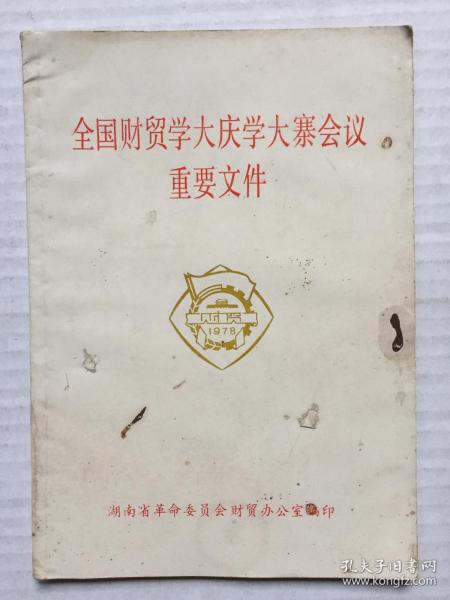 全国财贸学大庆学大寨会议
重要文件
财贸
1978
湖南省革命委员会财贸办公室编印
孔夫子旧书网
www.kongfz.com